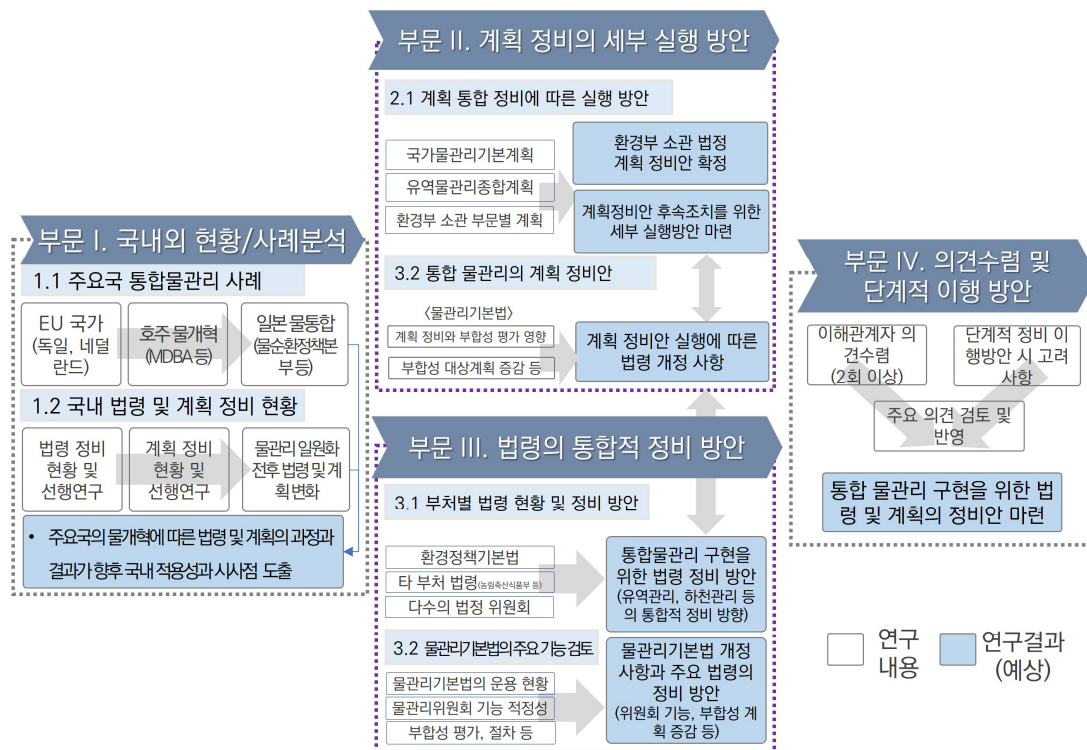 부문 I. 국내외 현황/사례분석
1.1 주요국 통합물관리 사례
EU 국가
(독일, 네덜
란드)
호주 물개혁
(MDBA 등)
일본 물통합
(물순환정책본
부 등)
1.2 국내 법령 및 계획 정비 현황
법령 정비
현황 및
선행연구
계획 정비
현황 및
선행연구
물관리 일원화
전후 법령 및 계
획변화
• 주요국의 물개혁에 따른 법령 및 계획의 과정과
결과가 향후 국내 적용성과 시사점 도출
부문 II. 계획 정비의 세부 실행 방안
2.1 계획 통합 정비에 따른 실행 방안
국가물관리기본계획
유역물관리종합계획
환경부 소관 부문별 계획
환경부 소관 법정
계획 정비안 확정
계획정비안 후속조치를 위한
세부 실행방안 마련
3.2 통합 물관리의 계획 정비안
〈물관리기본법〉
계획 정비와 부합성 평가 영향
부합성 대상계획 증감 등
계획 정비안 실행에 따른
법령 개정 사항
부문 III. 법령의 통합적 정비 방안
3.1 부처별 법령 현황 및 정비 방안
환경정책기본법
타 부처 법령(농림축산식품부 등)
다수의 법정 위원회
통합물관리 구현을
위한 법령 정비 방안
(유역관리, 하천관리 등
의 통합적 정비 방향)
3.2 물관리기본법의 주요 기능 검토
물관리기본법의 운용 현황
물관리위원회 기능 적정성
부합성 평가, 절차 등
물관리기본법 개정
사항과 주요 법령의
정비 방안
(위원회 기능, 부합성 계
획 증감 등)
부문 IV. 의견수렴 및
단계적 이행 방안
이해관계자 의
견수렴
(2회 이상)
단계적 정비 이
행방안 시 고려
사항
주요 의견 검토 및
반영
통합 물관리 구현을 위한 법
령 및 계획의 정비안 마련
연구
내용
연구결과
(예상)